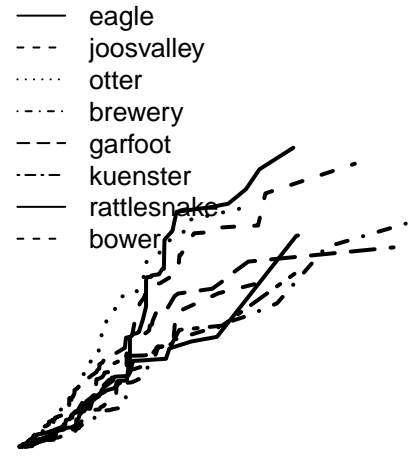 eagle
joosvalley
otter
brewery
garfoot
kuenster
rattlesnake
bower